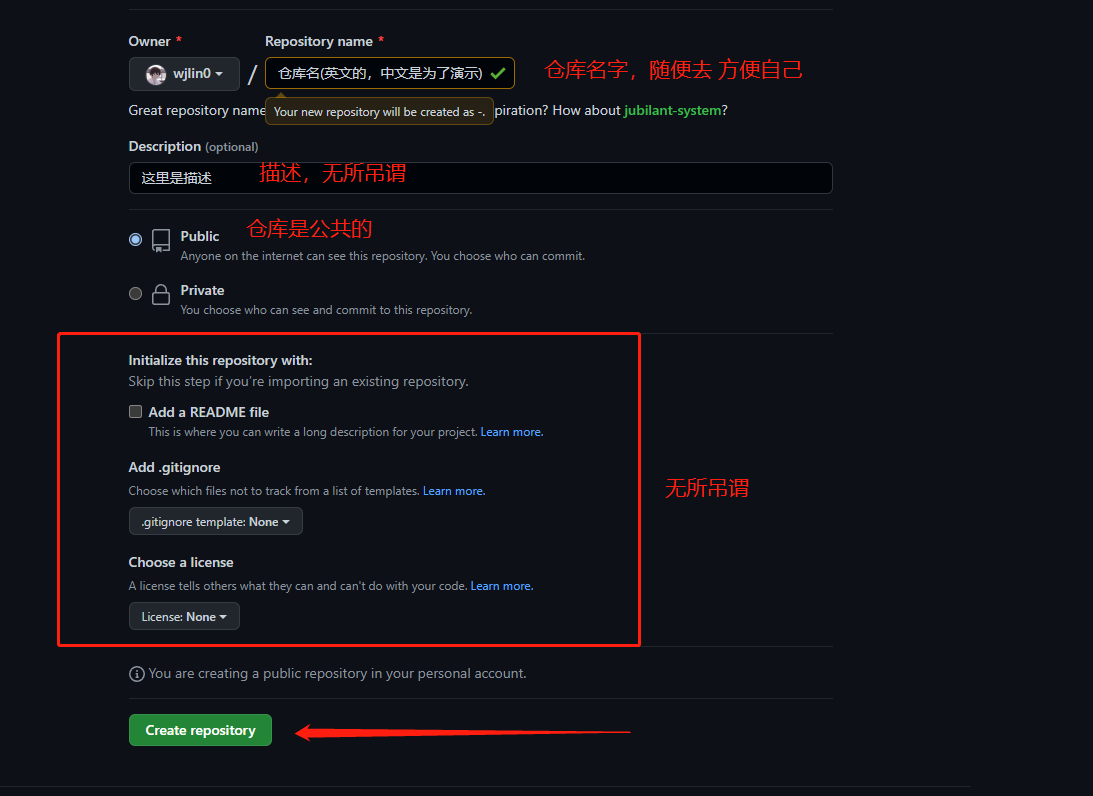 Owner * Repository name *
wjlin0 / 仓库名(英文的，中文是为了演示) 仓库名字，随便去 方便自己
Great repository name
Your new repository will be created as -.
piration? How about jubilant-system?
Description (optional)
这里是描述 描述，无所吊谓
Public 仓库是公共的
Anyone on the internet can see this repository. You choose who can commit.
Private
You choose who can see and commit to this repository.
Initialize this repository with:
Skip this step if you’re importing an existing repository.
Add a README file
This is where you can write a long description for your project. Learn more.
Add .gitignore
Choose which files not to track from a list of templates. Learn more.
无所吊谓
.gitignore template: None
Choose a license
A license tells others what they can and can't do with your code. Learn more.
License: None
You are creating a public repository in your personal account.
Create repository